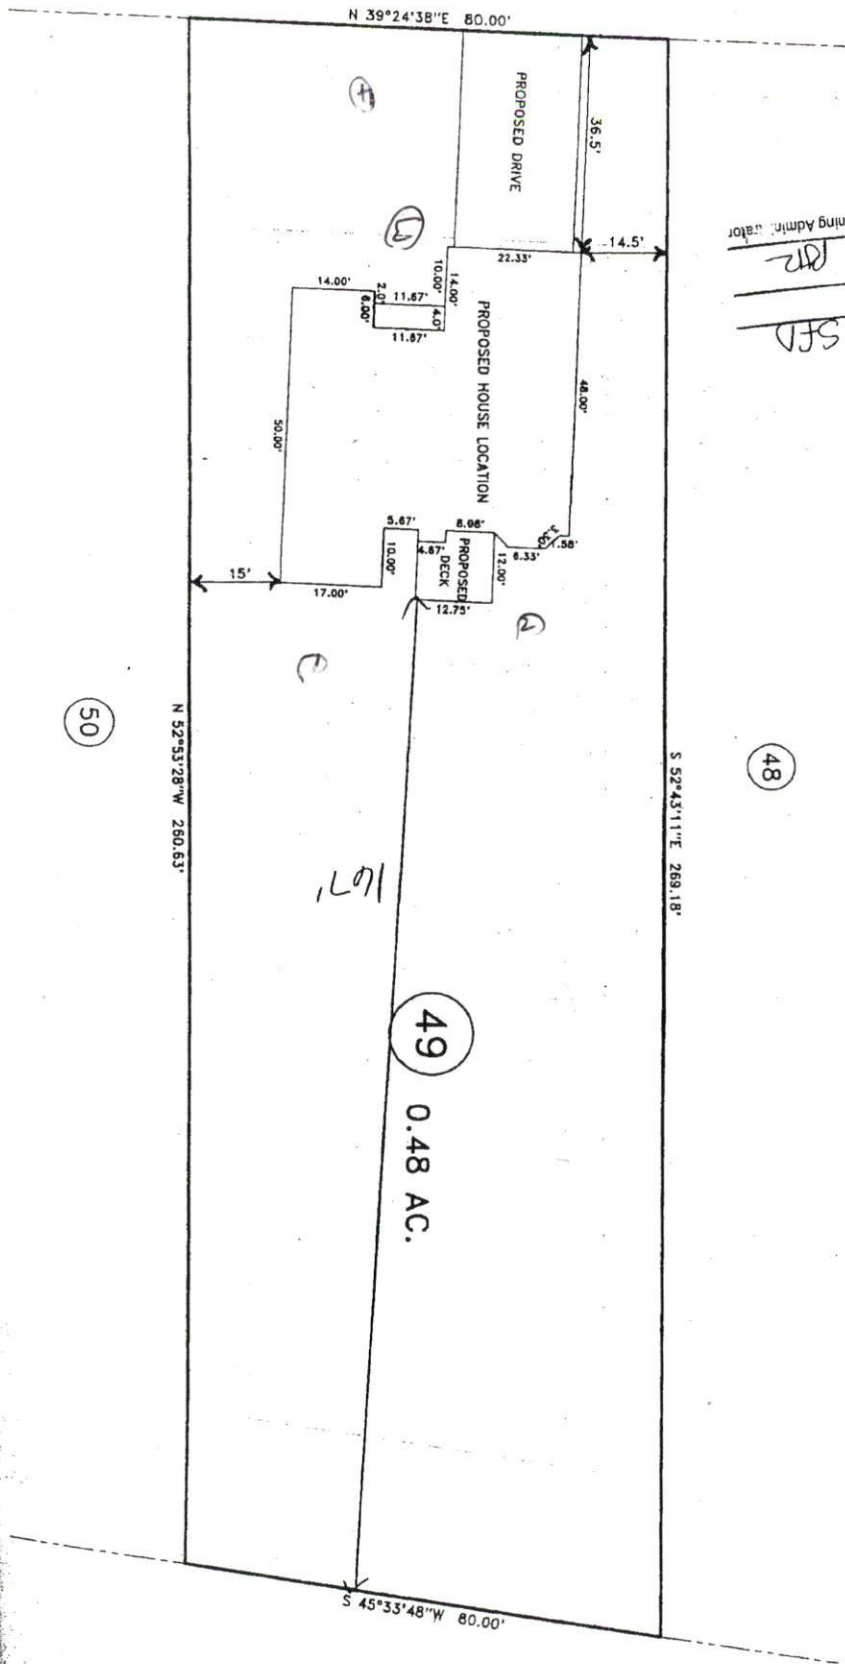 N 39°24'38"E 80.00'
PROPOSED DRIVE
36.5'
14.5'
22.33'
10.00'
14.00'
14.00'
2.0'
11.67'
4.0'
6.00'
11.67'
PROPOSED HOUSE LOCATION
48.00'
50.00'
5.67'
10.00'
4.67'
PROPOSED
DECK
12.00'
6.33'
1.58'
12.75'
17.00'
15'
SFD
50
48
N 52°53'28"W 260.63'
S 52°43'11"E 269.18'
167'
49
0.48 AC.
S 45°33'48"W 80.00'